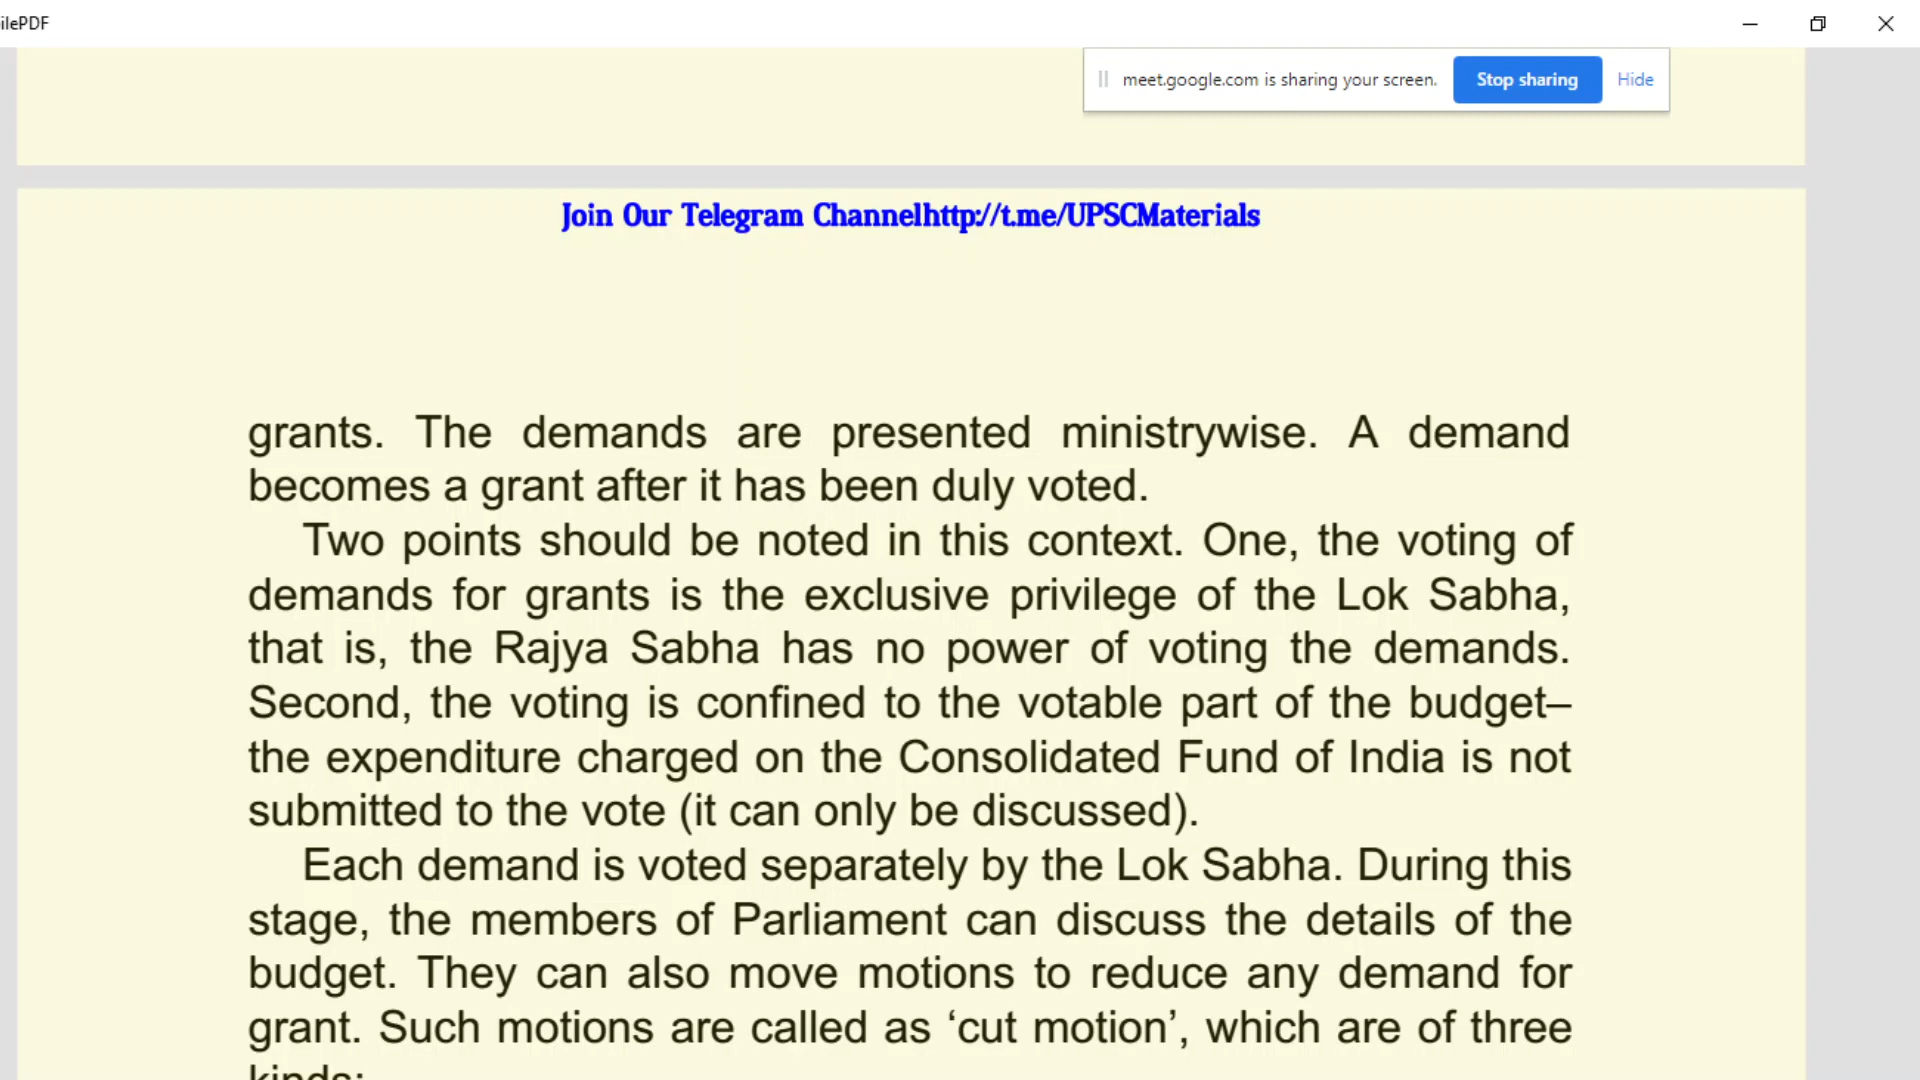 ilePDF
meet.google.com is sharing your screen. Stop sharing Hide
Join Our Telegram Channelhttp://t.me/UPSCMaterials
grants. The demands are presented ministrywise. A demand
becomes a grant after it has been duly voted.
Two points should be noted in this context. One, the voting of
demands for grants is the exclusive privilege of the Lok Sabha,
that is, the Rajya Sabha has no power of voting the demands.
Second, the voting is confined to the votable part of the budget–
the expenditure charged on the Consolidated Fund of India is not
submitted to the vote (it can only be discussed).
Each demand is voted separately by the Lok Sabha. During this
stage, the members of Parliament can discuss the details of the
budget. They can also move motions to reduce any demand for
grant. Such motions are called as ‘cut motion’, which are of three
kinds: